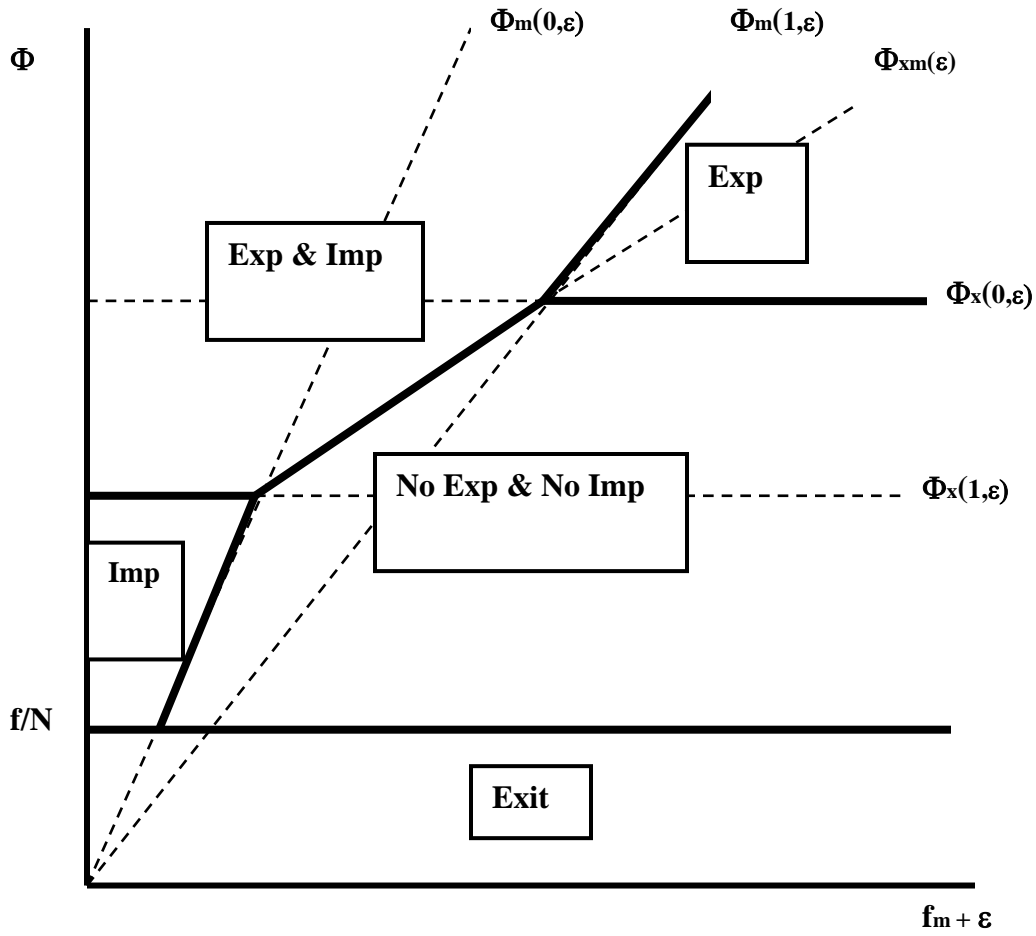 Φm(0,ε)
Φm(1,ε)
Φ
Φxm(ε)
Exp
Exp & Imp
Φx(0,ε)
No Exp & No Imp
Φx(1,ε)
Imp
f/N
Exit
fm + ε